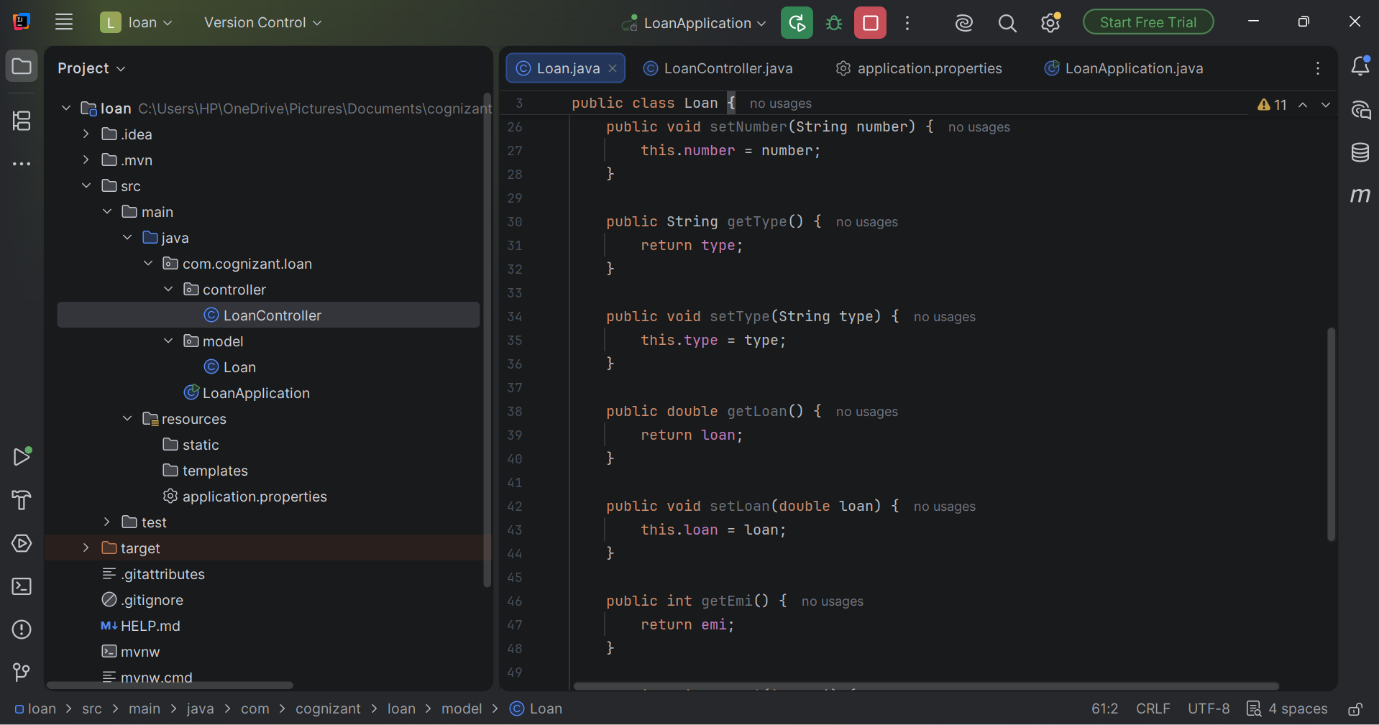 L loan Version Control LoanApplication Start Free Trial
Project
loan C:\Users\HP\OneDrive\Pictures\Documents\cognizant
.idea
.mvn
src
main
java
com.cognizant.loan
controller
LoanController
model
Loan
LoanApplication
resources
static
templates
application.properties
test
target
.gitattributes
.gitignore
M↓ HELP.md
mvnw
mvnw.cmd
Loan.java LoanController.java application.properties LoanApplication.java
3 public class Loan { no usages 11
26 public void setNumber(String number) { no usages
27 this.number = number;
28 }
29
30 public String getType() { no usages
31 return type;
32 }
33
34 public void setType(String type) { no usages
35 this.type = type;
36 }
37
38 public double getLoan() { no usages
39 return loan;
40 }
41
42 public void setLoan(double loan) { no usages
43 this.loan = loan;
44 }
45
46 public int getEmi() { no usages
47 return emi;
48 }
49
m
loan > src > main > java > com > cognizant > loan > model > Loan 61:2 CRLF UTF-8 4 spaces